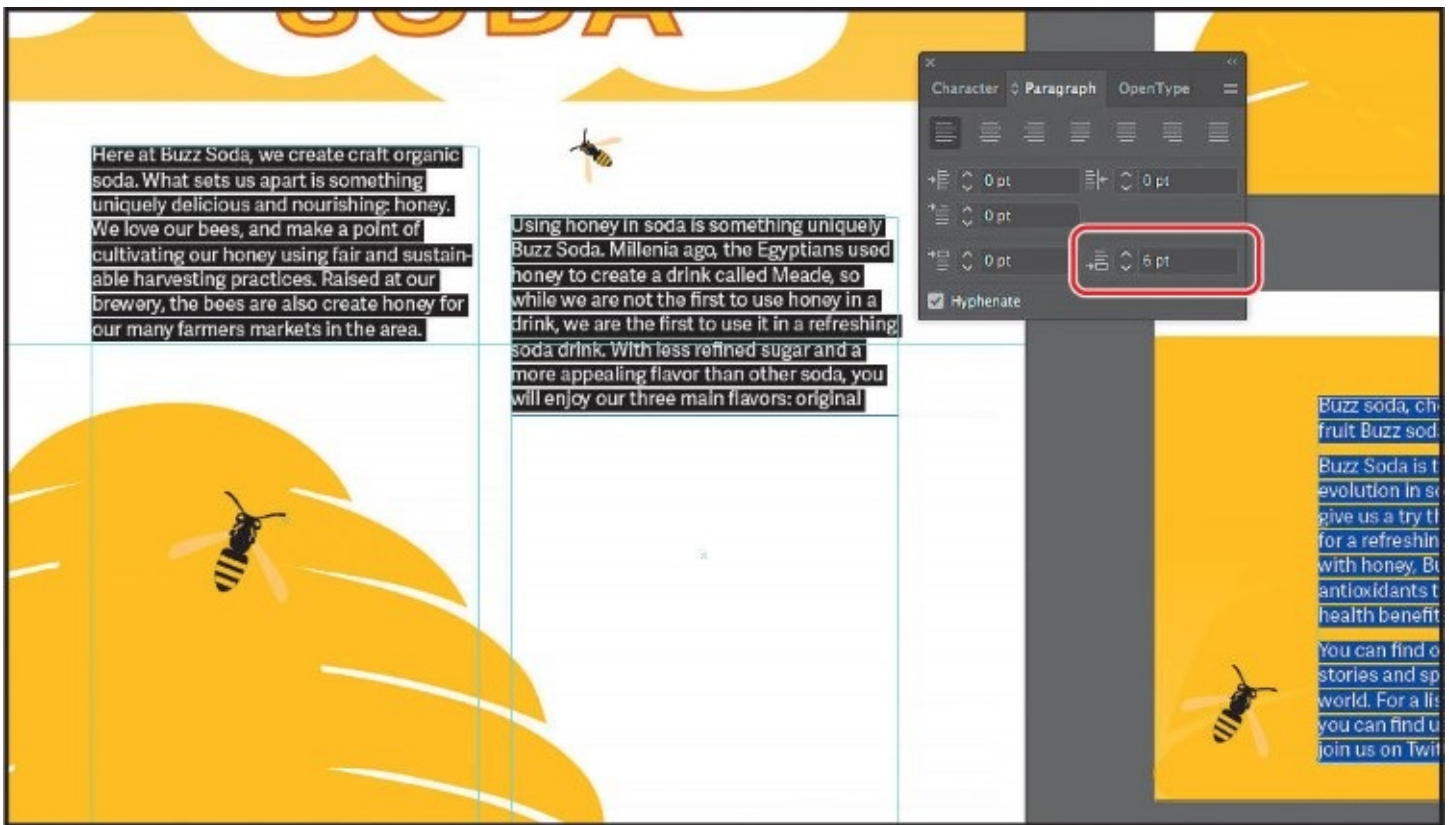 SODA
Here at Buzz Soda, we create craft organic
soda. What sets us apart is something
uniquely delicious and nourishing: honey.
We love our bees, and make a point of
cultivating our honey using fair and sustain-
able harvesting practices. Raised at our
brewery, the bees are also create honey for
our many farmers markets in the area.
Using honey in soda is something uniquely
Buzz Soda. Millenia ago, the Egyptians used
honey to create a drink called Meade, so
while we are not the first to use honey in a
drink, we are the first to use it in a refreshing
soda drink. With less refined sugar and a
more appealing flavor than other soda, you
will enjoy our three main flavors: original
Character Paragraph OpenType
0 pt 0 pt
0 pt
0 pt 6 pt
Hyphenate
Buzz soda, ch
fruit Buzz sod
Buzz Soda is t
evolution in s
give us a try t
for a refreshin
with honey, B
antioxidants t
health benefit
You can find o
stories and sp
world. For a lis
you can find u
join us on Twit